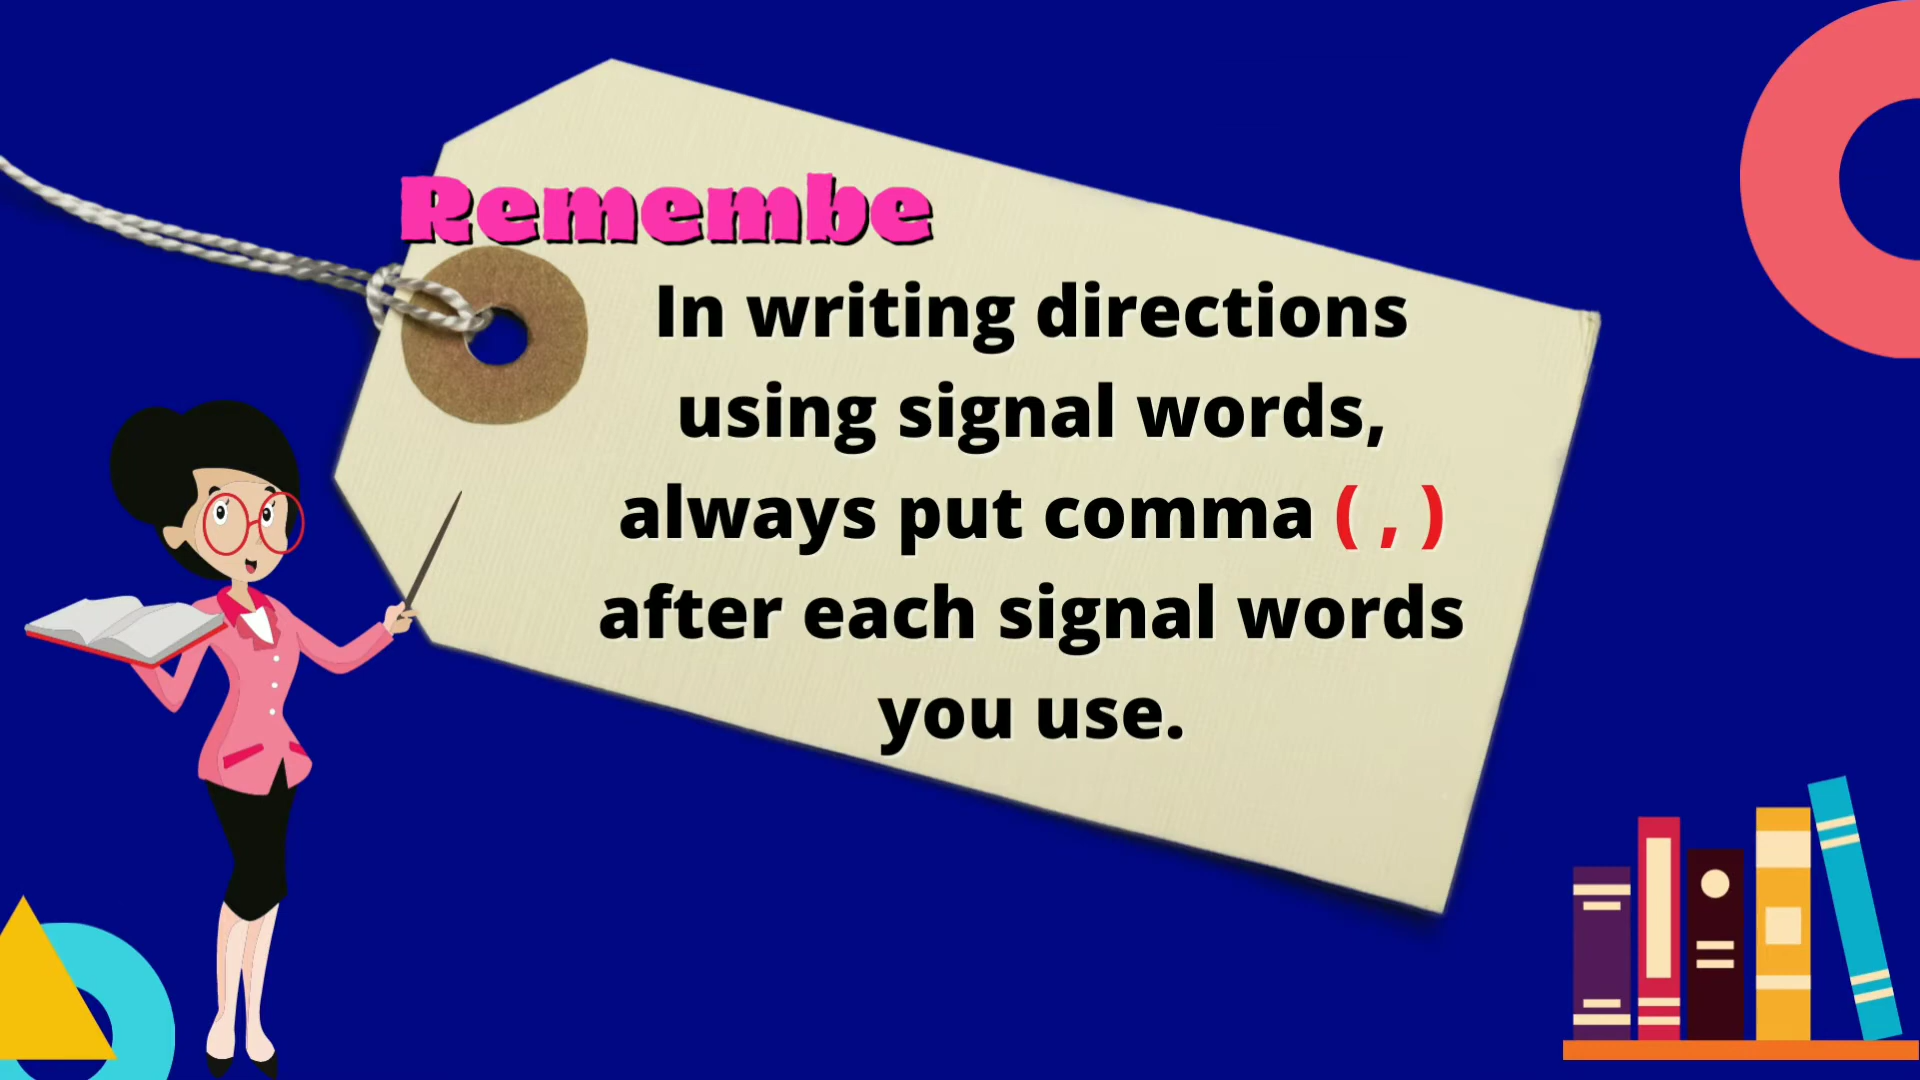 Remembe
In writing directions
using signal words,
always put comma ( , )
after each signal words
you use.